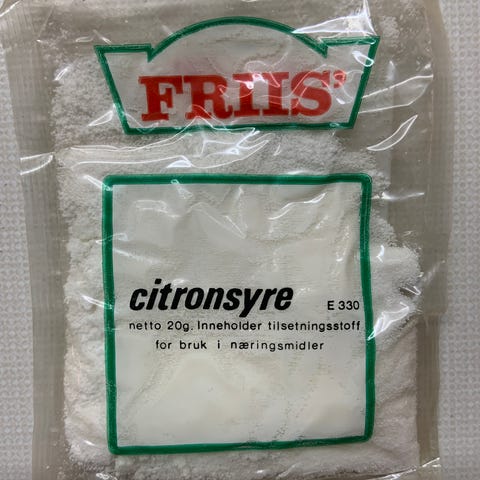 FRIIS'
citronsyre E 330
netto 20g. Inneholder tilsetningsstoff
for bruk i næringsmidler